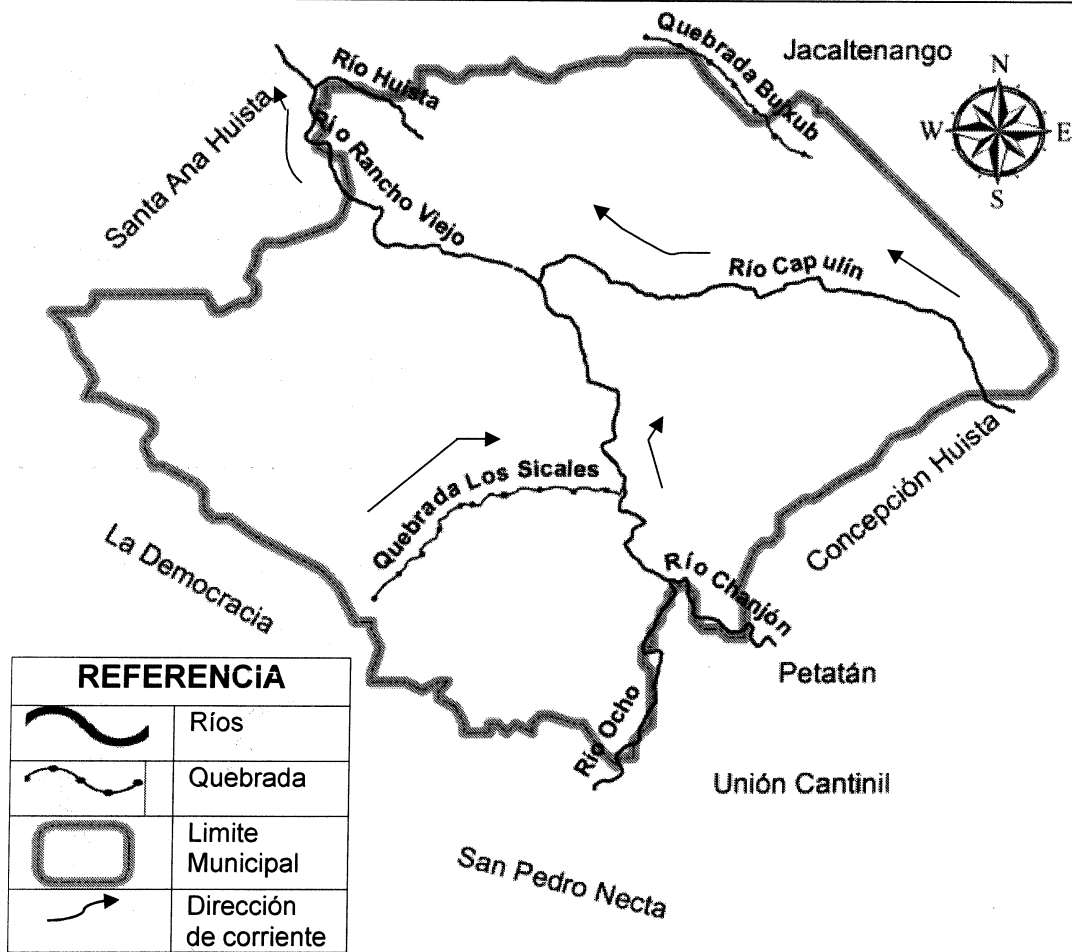 Quebrada Bujxub
Jacaltenango
Río Huista
N
W E
S
Santa Ana Huista
Río Rancho Viejo
Río Capulín
Concepción Huista
Quebrada Los Sicales
La Democracia
Río Chanjón
Petatán
Río Ocho
Unión Cantinil
San Pedro Necta
REFERENCiA
Ríos
Quebrada
Limite
Municipal
Dirección
de corriente